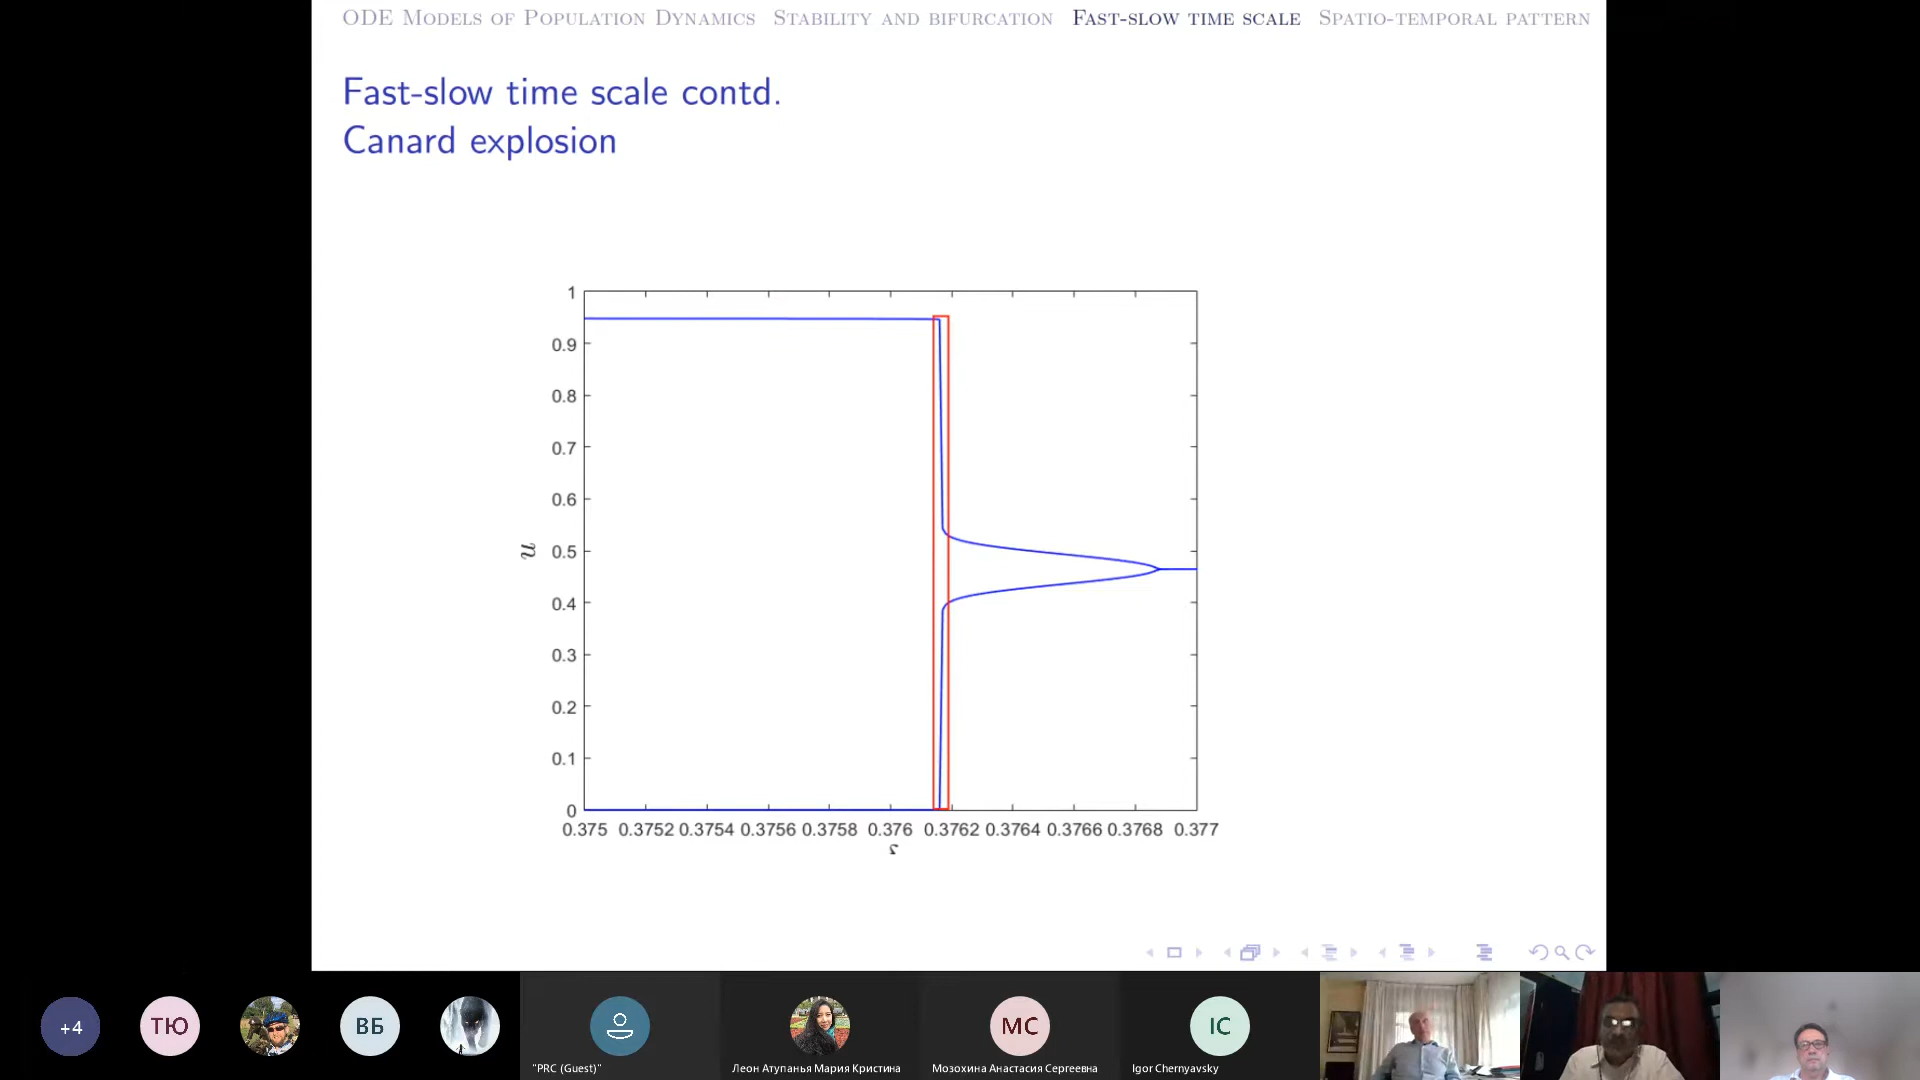 ODE Models of Population Dynamics Stability and bifurcation Fast-slow time scale Spatio-temporal pattern
Fast-slow time scale contd.
Canard explosion
1
0.9
0.8
0.7
0.6
u
0.5
0.4
0.3
0.2
0.1
0
0.375 0.3752 0.3754 0.3756 0.3758 0.376 0.3762 0.3764 0.3766 0.3768 0.377
+4 ТЮ ВБ МС IC
"PRC (Guest)" Леон Атупанья Мария Кристина Мозохина Анастасия Сергеевна Igor Chernyavsky